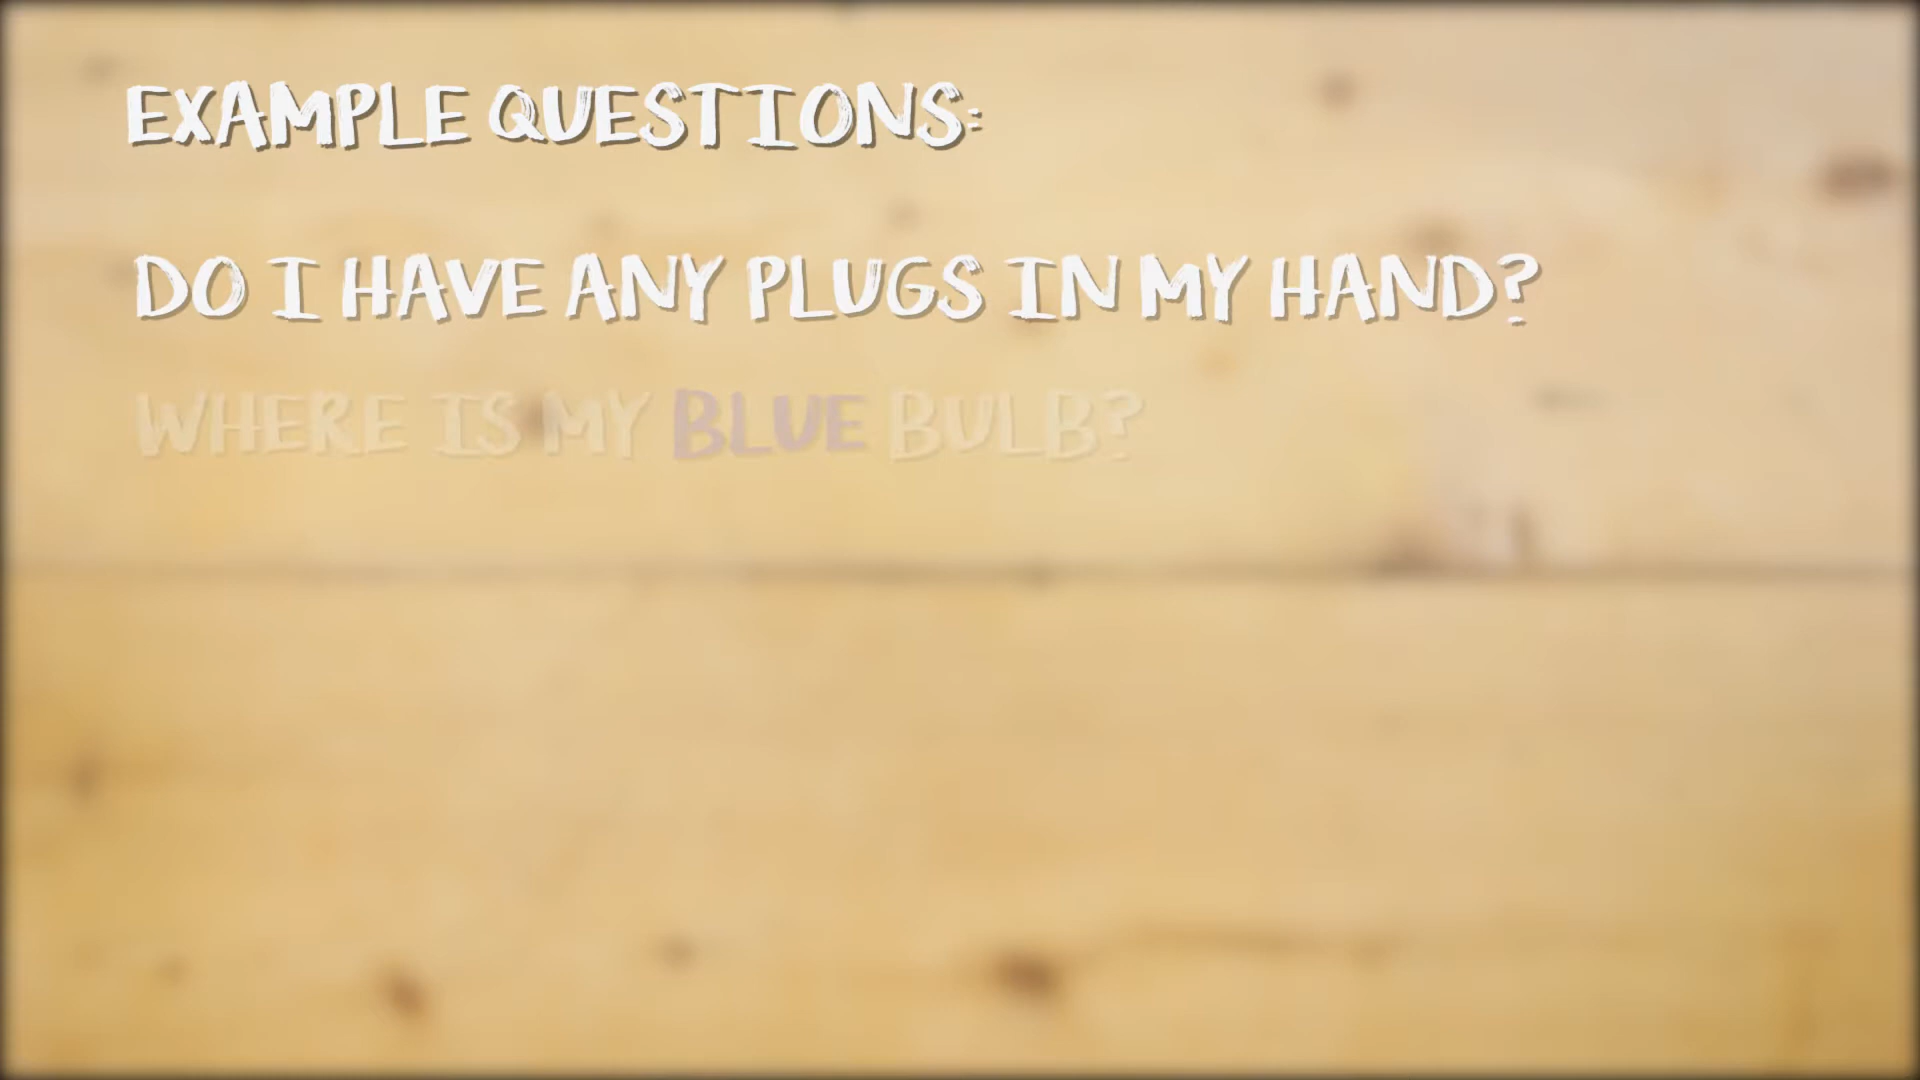 EXAMPLE QUESTIONS:
DO I HAVE ANY PLUGS IN MY HAND?
WHERE IS MY BLUE BULB?